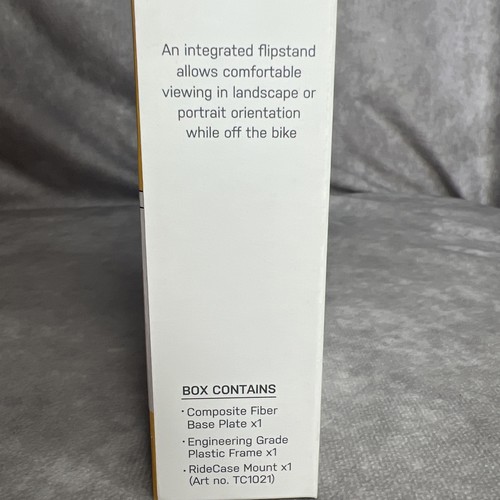 An integrated flipstand
allows comfortable
viewing in landscape or
portrait orientation
while off the bike
BOX CONTAINS
• Composite Fiber
Base Plate x1
• Engineering Grade
Plastic Frame x1
• RideCase Mount x1
(Art no. TC1021)